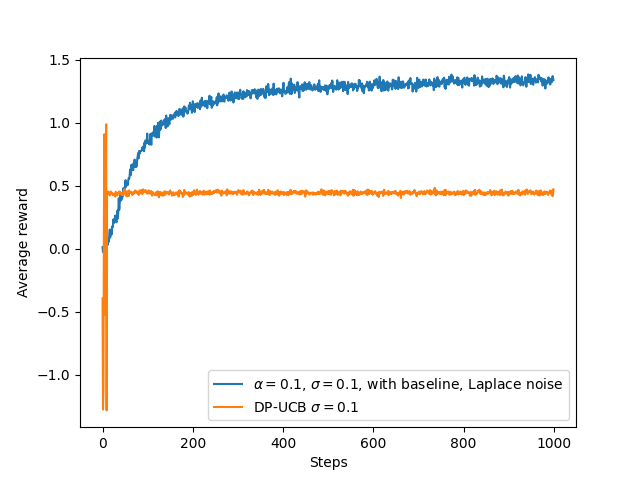 1.5
1.0
0.5
0.0
−0.5
−1.0
Average reward
0 200 400 600 800 1000
Steps
α = 0.1, σ = 0.1, with baseline, Laplace noise
DP-UCB σ = 0.1